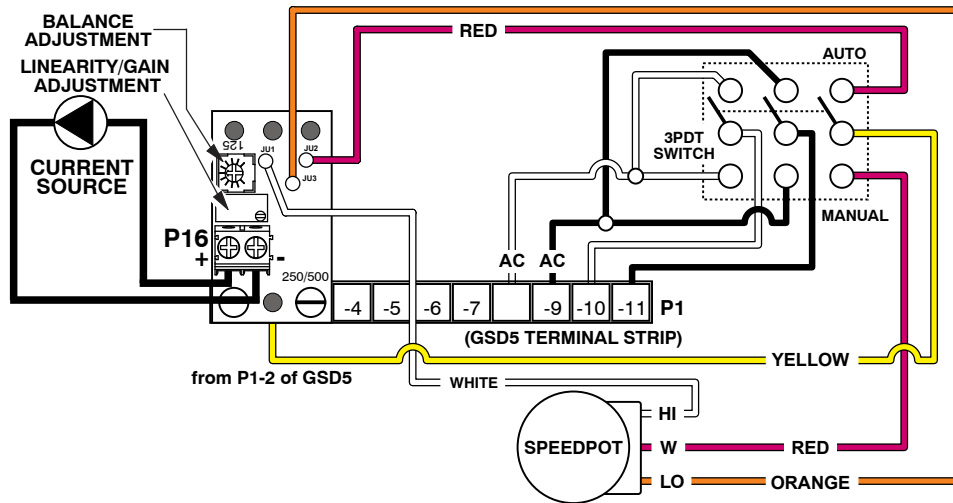 BALANCE
ADJUSTMENT
LINEARITY/GAIN
ADJUSTMENT
CURRENT
SOURCE
125
JU1
JU2
JU3
P16
+
-
250/500
RED
AUTO
3PDT
SWITCH
MANUAL
AC
AC
-4
-5
-6
-7
-9
-10
-11
P1
(GSD5 TERMINAL STRIP)
YELLOW
from P1-2 of GSD5
WHITE
SPEEDPOT
HI
W
RED
LO
ORANGE